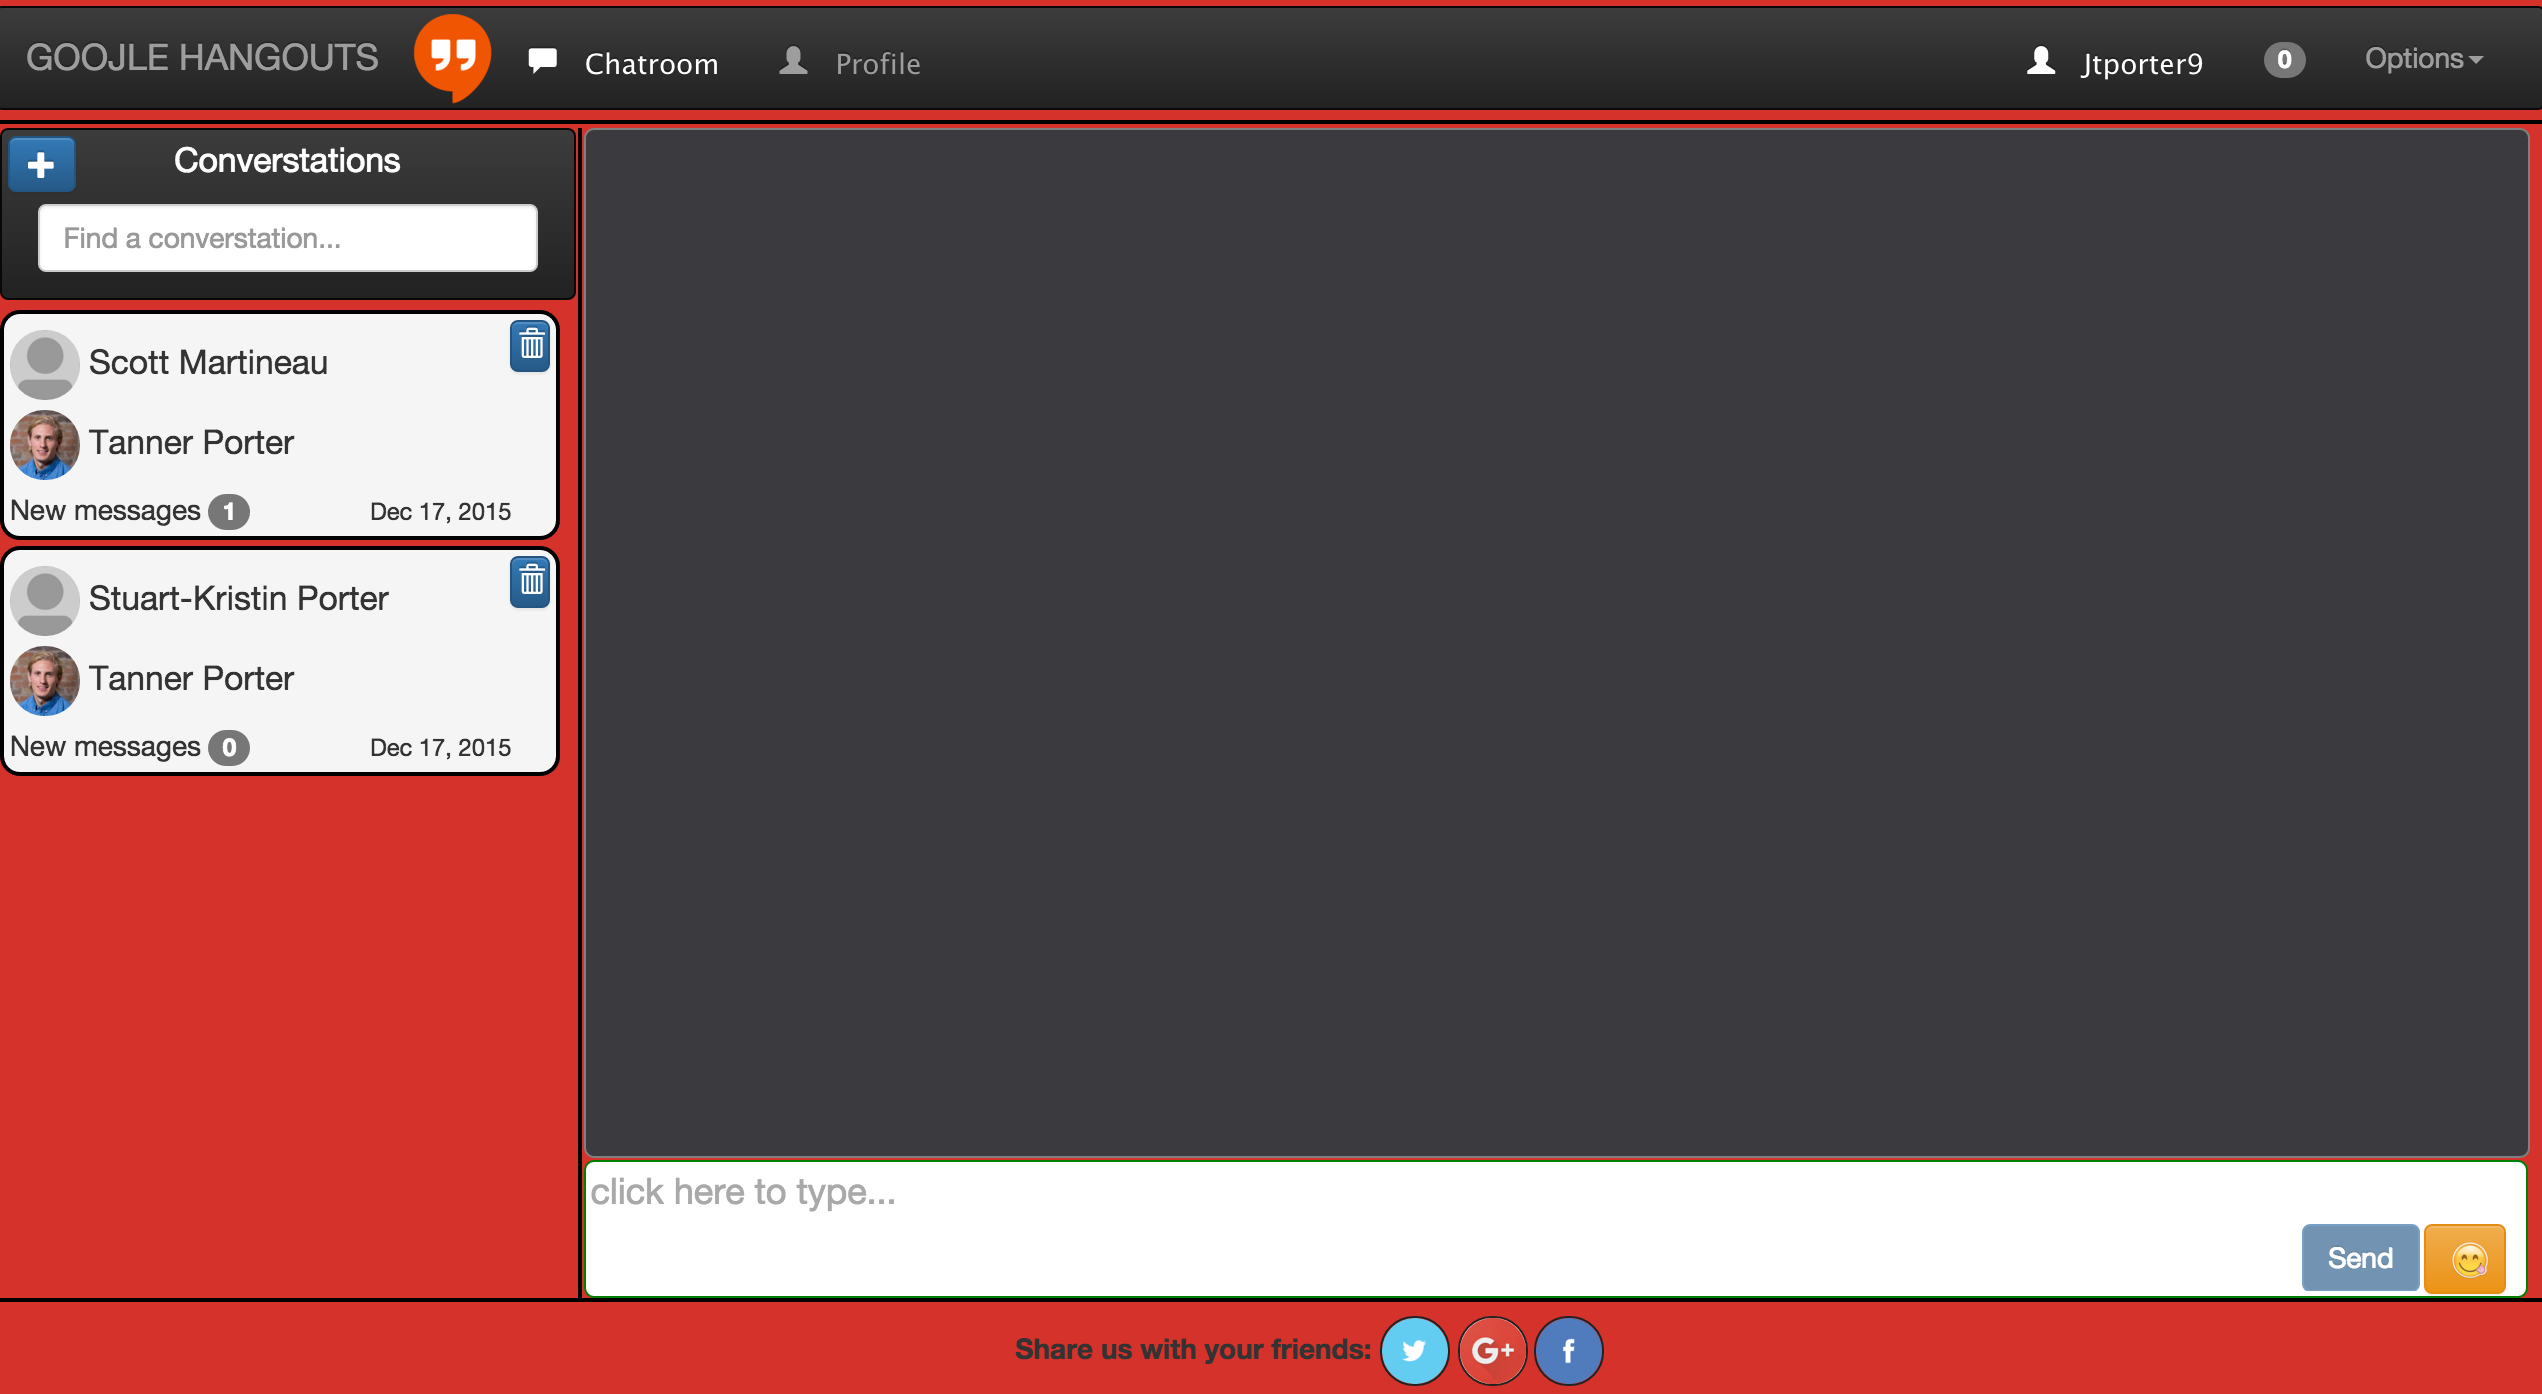 GOOJLE HANGOUTS
Chatroom
Profile
Jtporter9
0
Options
Converstations
Find a converstation...
Scott Martineau
Tanner Porter
New messages 1
Dec 17, 2015
Stuart-Kristin Porter
Tanner Porter
New messages 0
Dec 17, 2015
click here to type...
Send
Share us with your friends:
G+
f